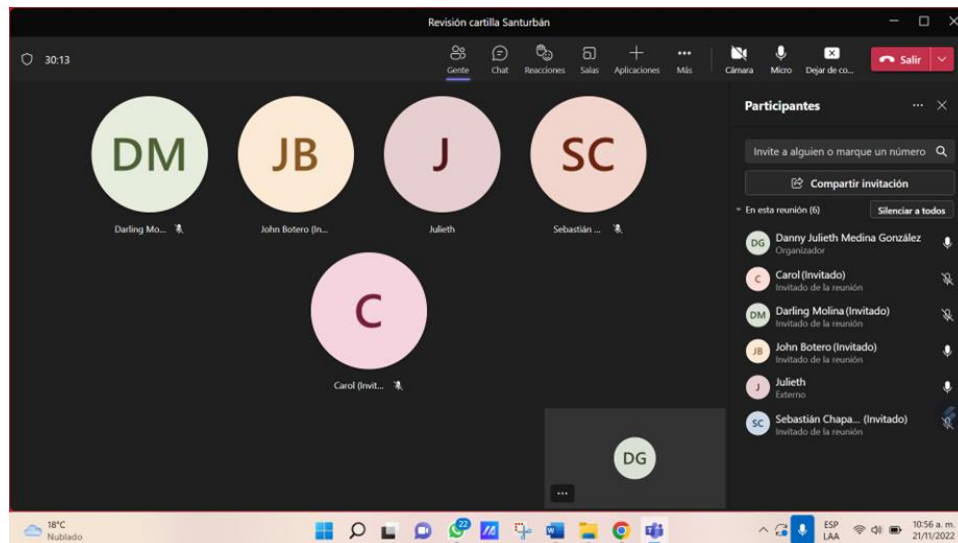 Revisión cartilla Santurbán
30:13
Gente
Chat
Reacciones
Salas
Aplicaciones
Más
Cámara
Micro
Dejar de co...
Salir
DM
JB
J
SC
Darling Mo...
John Botero (In...
Julieth
Sebastián ...
C
Carol (Invit...
DG
Participantes
Invite a alguien o marque un número
Compartir invitación
En esta reunión (6)
Silenciar a todos
DG
Danny Julieth Medina González
Organizador
C
Carol (Invitado)
Invitado de la reunión
DM
Darling Molina (Invitado)
Invitado de la reunión
JB
John Botero (Invitado)
Invitado de la reunión
J
Julieth
Externo
SC
Sebastián Chapa... (Invitado)
Invitado de la reunión
18°C
Nublado
22
ESP
LAA
10:56 a. m.
21/11/2022